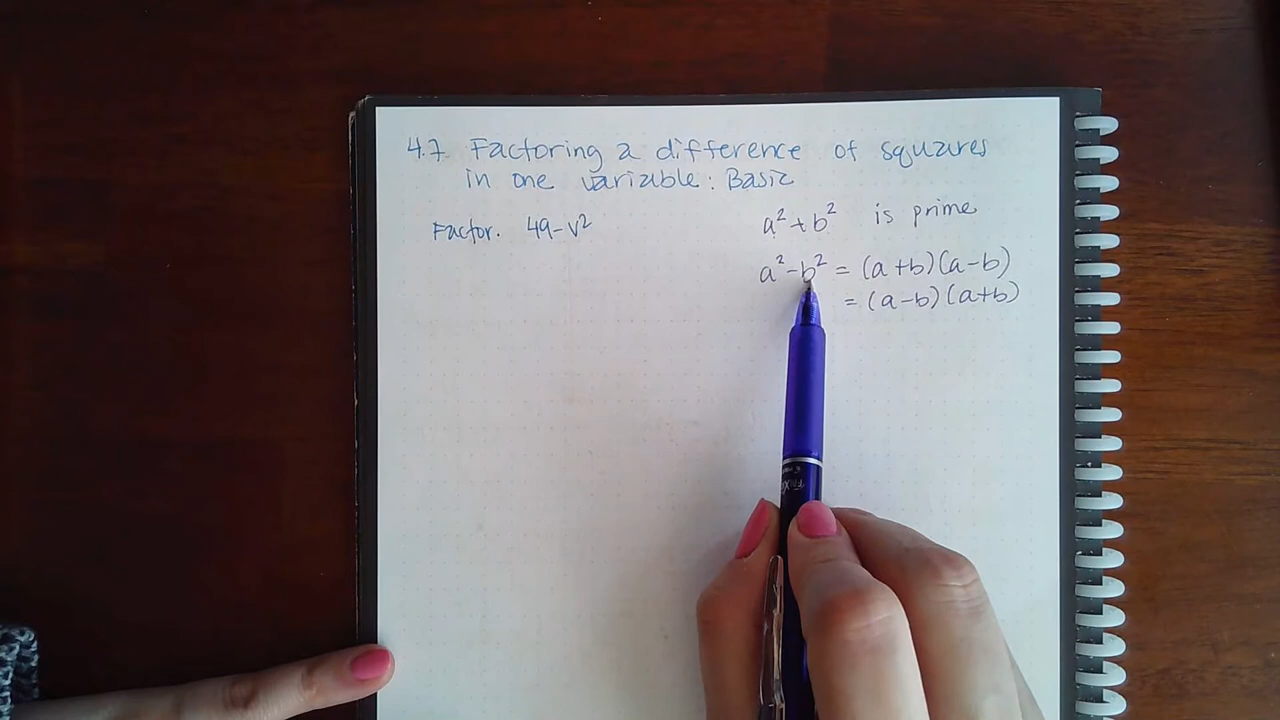 4.7 Factoring a difference of squares
in one variable: Basic
Factor. 49-v²
a²+b² is prime
a²-b² = (a+b)(a-b)
= (a-b)(a+b)